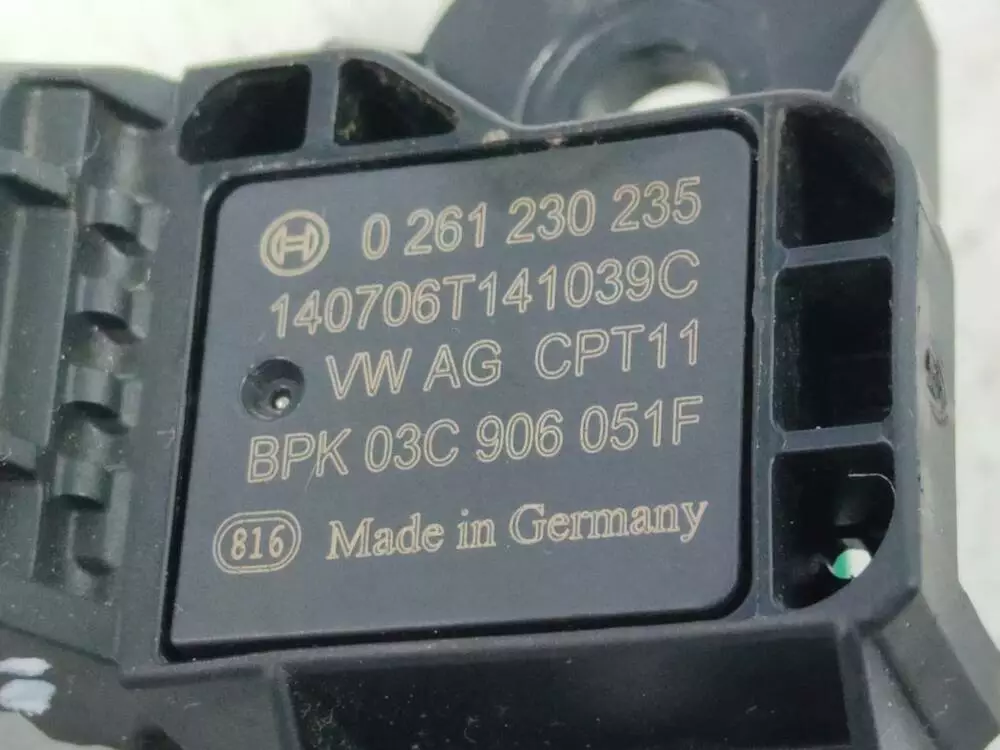 0 261 230 235
140706T141039C
VW AG CPT11
BPK 03C 906 051F
816 Made in Germany